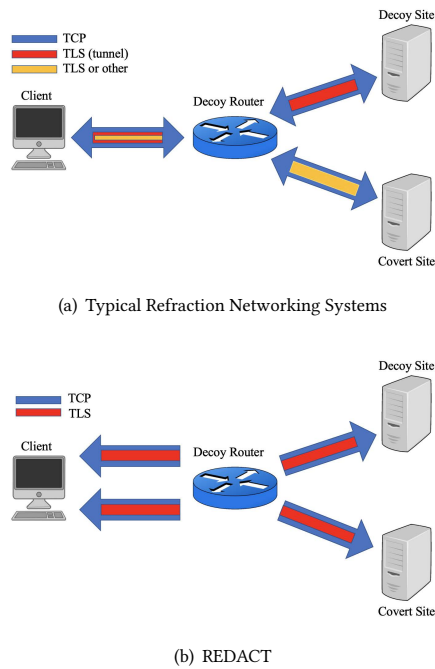 Decoy Site
TCP
TLS (tunnel)
TLS or other
Client
Decoy Router
Covert Site
(a) Typical Refraction Networking Systems
Decoy Site
TCP
TLS
Client
Decoy Router
Covert Site
(b) REDACT